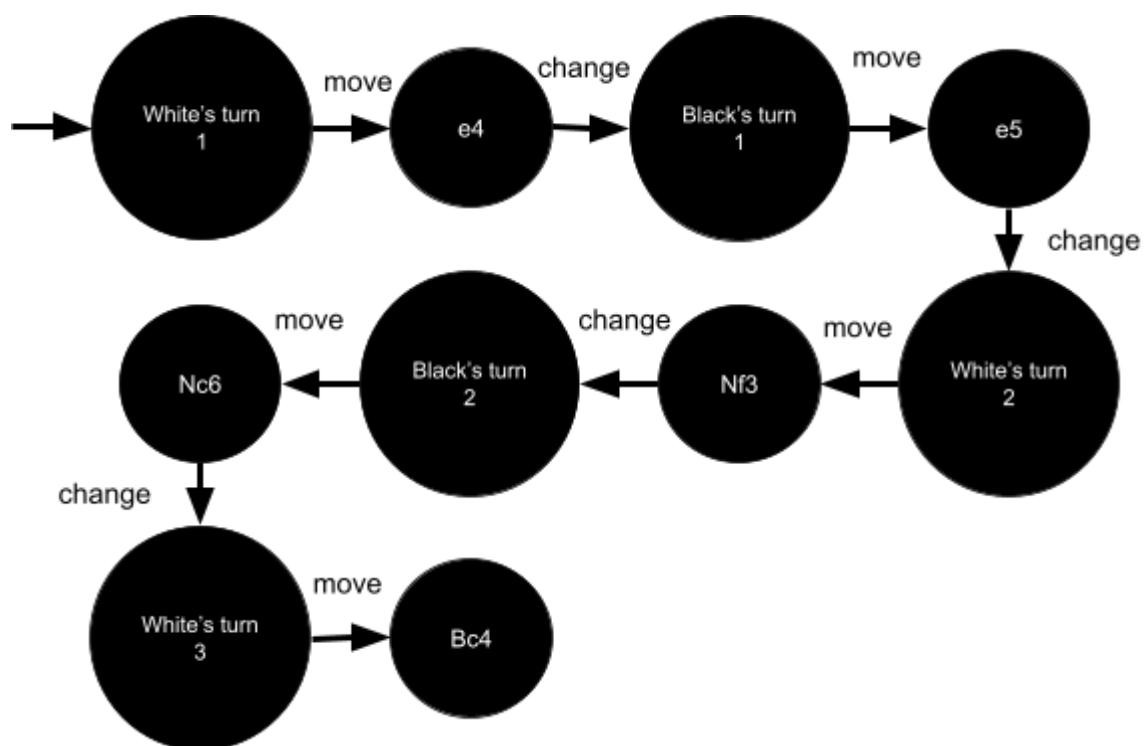 move
change
move
White's turn
1
e4
Black's turn
1
e5
change
move
change
move
Nc6
Black's turn
2
Nf3
White's turn
2
change
move
White's turn
3
Bc4